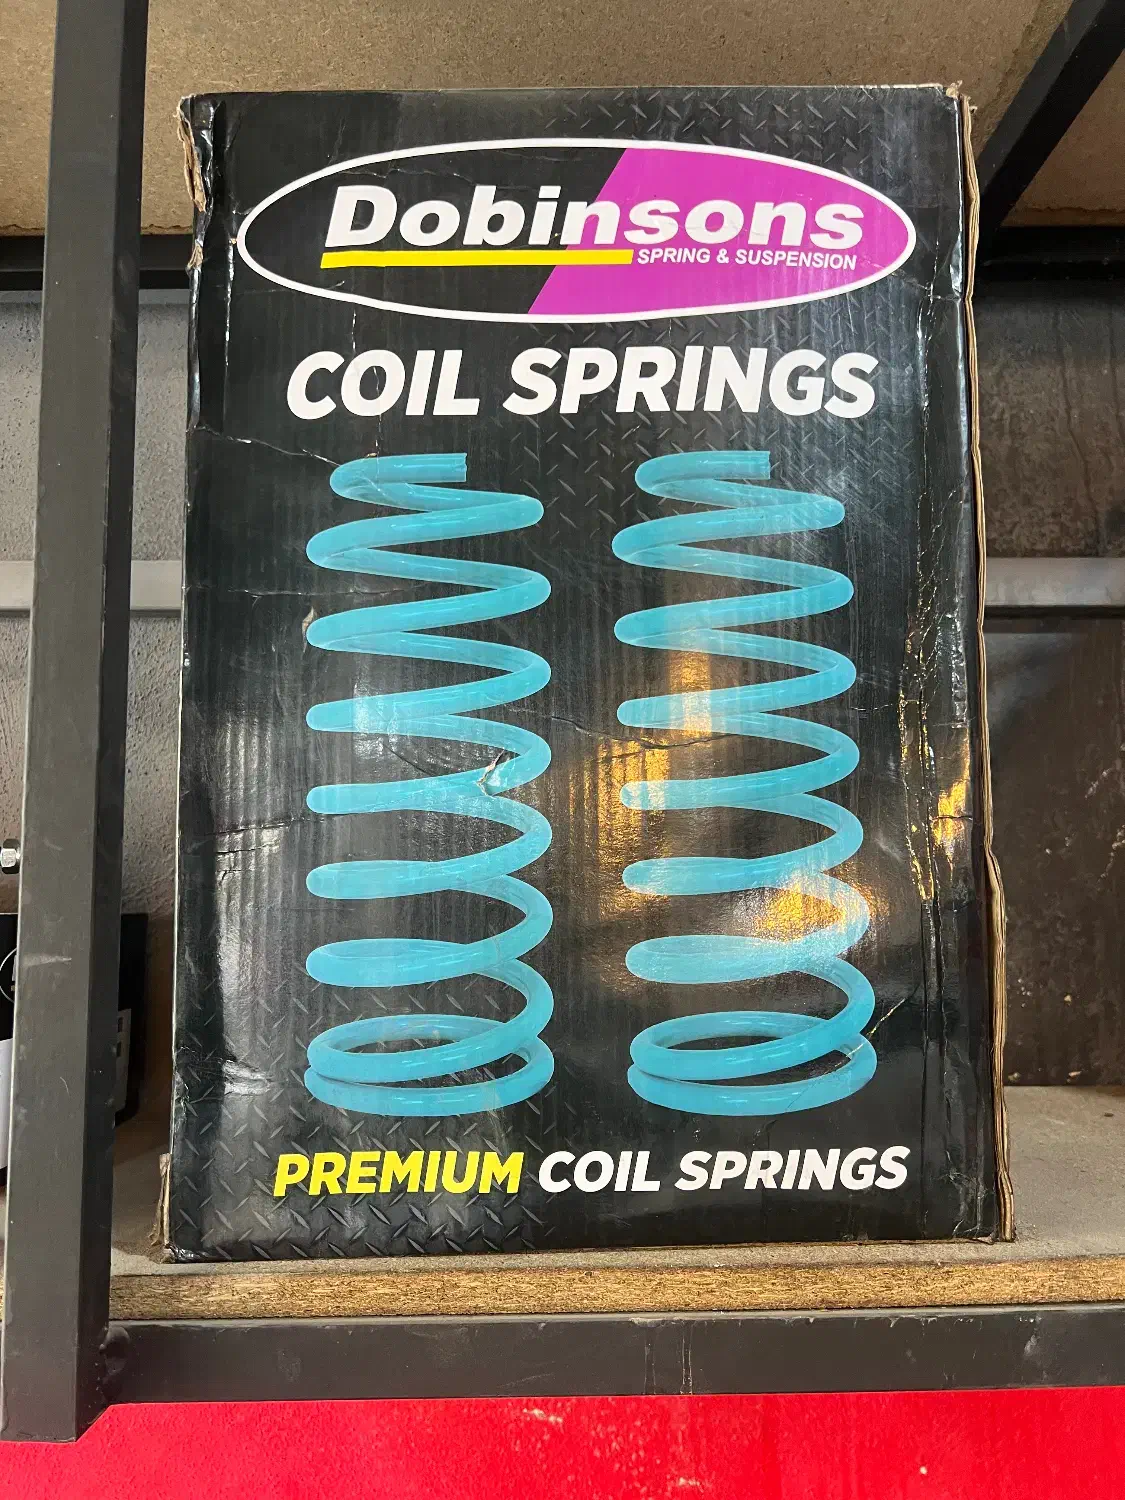 Dobinsons
SPRING & SUSPENSION
COIL SPRINGS
PREMIUM COIL SPRINGS